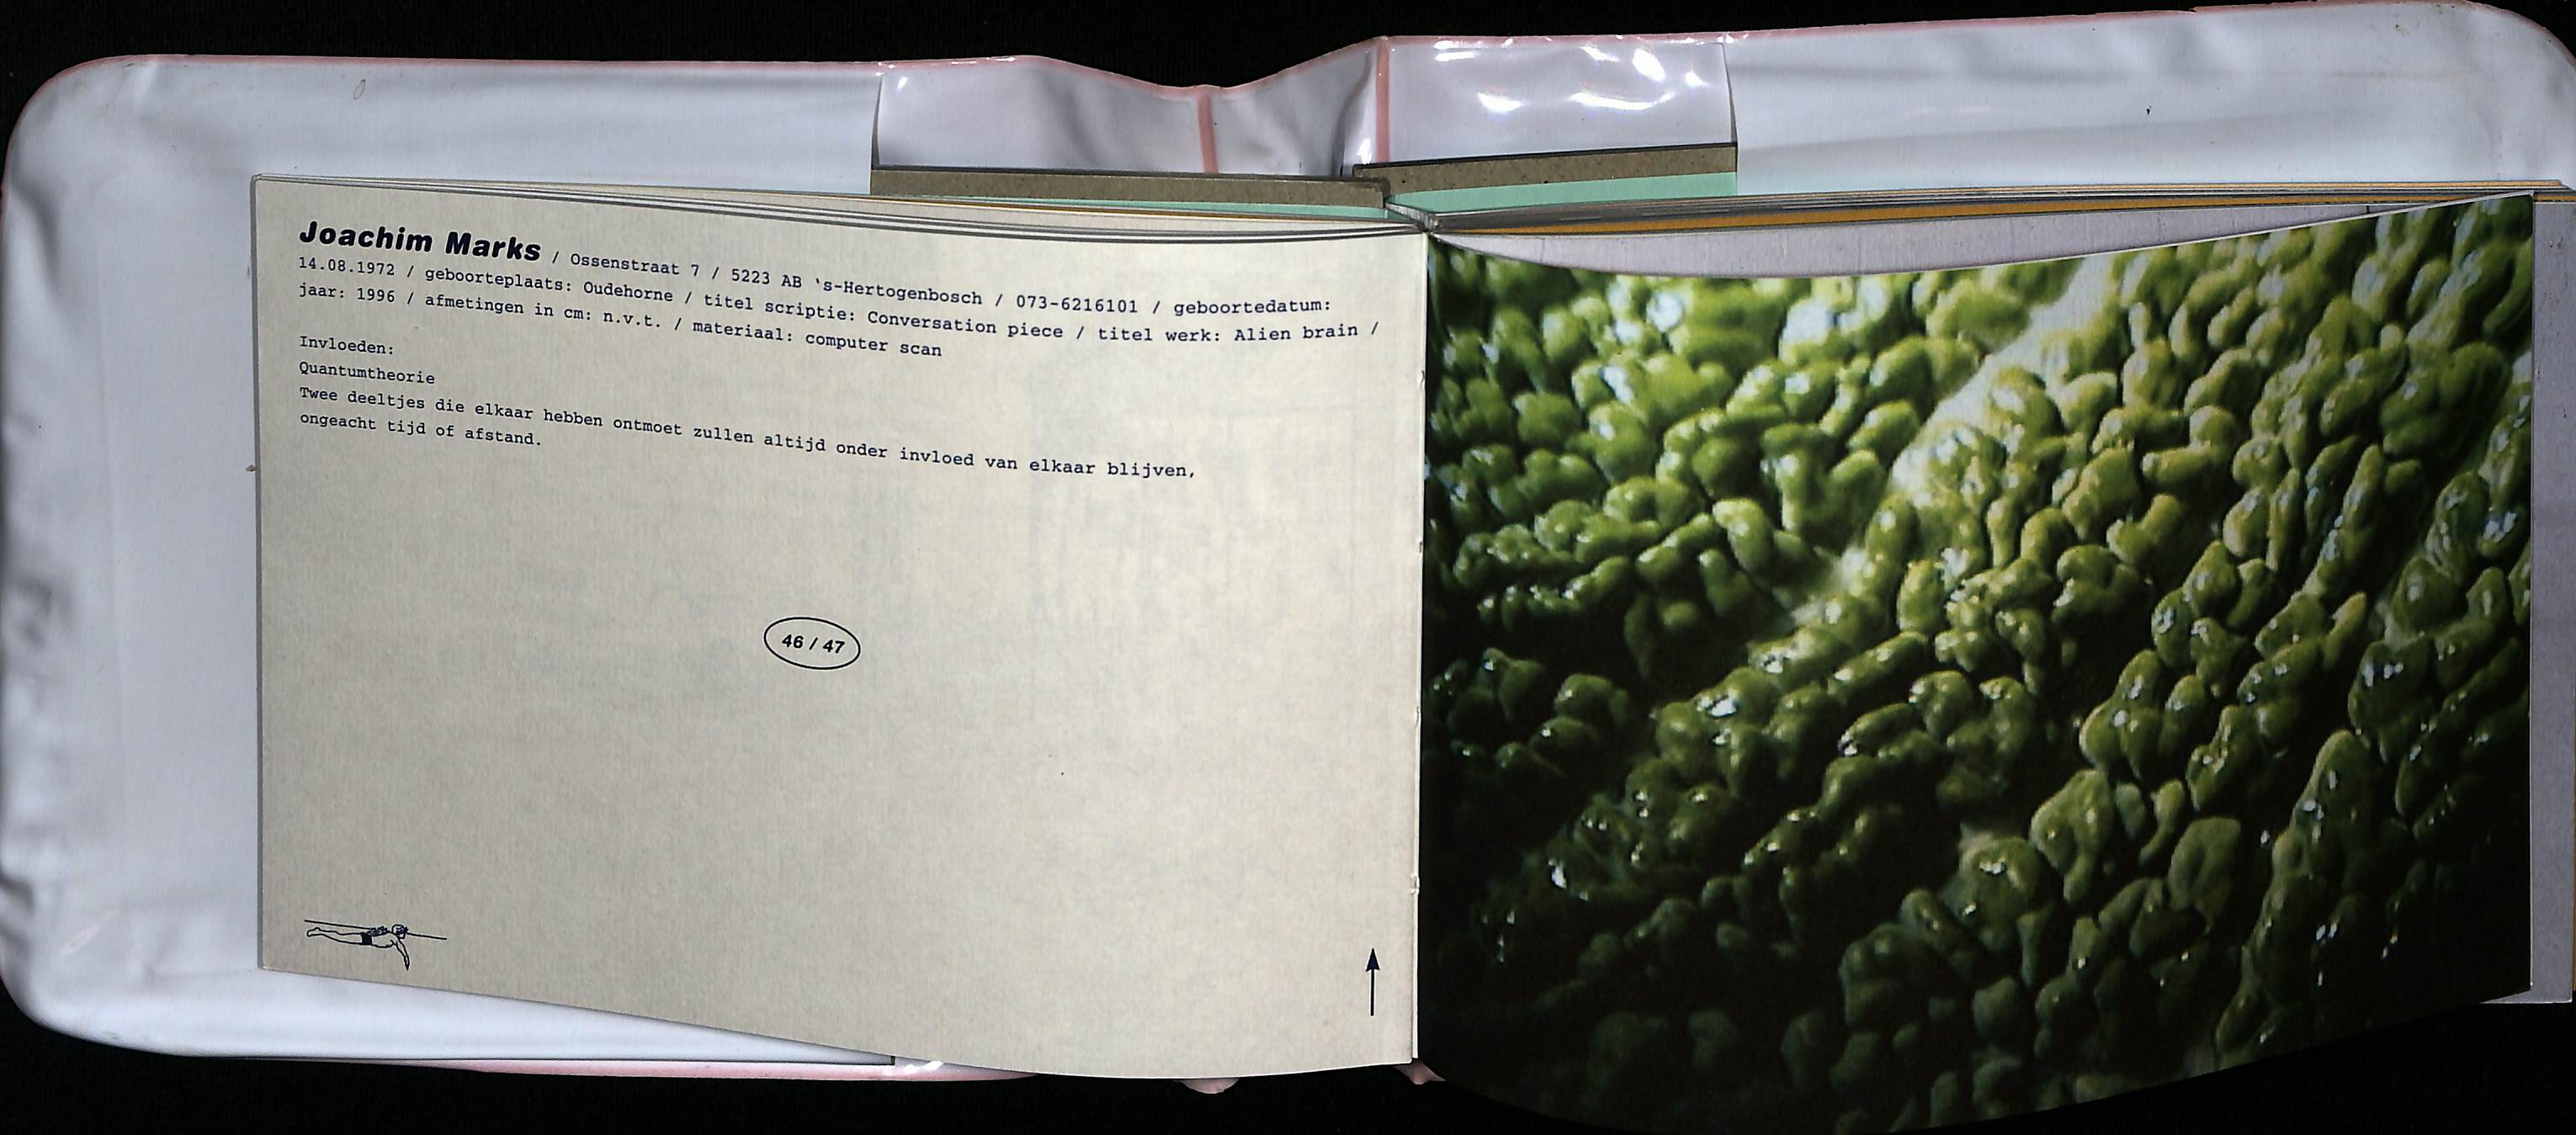 Joachim Marks / Ossenstraat 7 / 5223 AB 's-Hertogenbosch / 073-6216101 / geboortedatum:
14.08.1972 / geboorteplaats: Oudehorne / titel scriptie: Conversation piece / titel werk: Alien brain /
jaar: 1996 / afmetingen in cm: n.v.t. / materiaal: computer scan
Invloeden:
Quantumtheorie
Twee deeltjes die elkaar hebben ontmoet zullen altijd onder invloed van elkaar blijven,
ongeacht tijd of afstand.
46 / 47